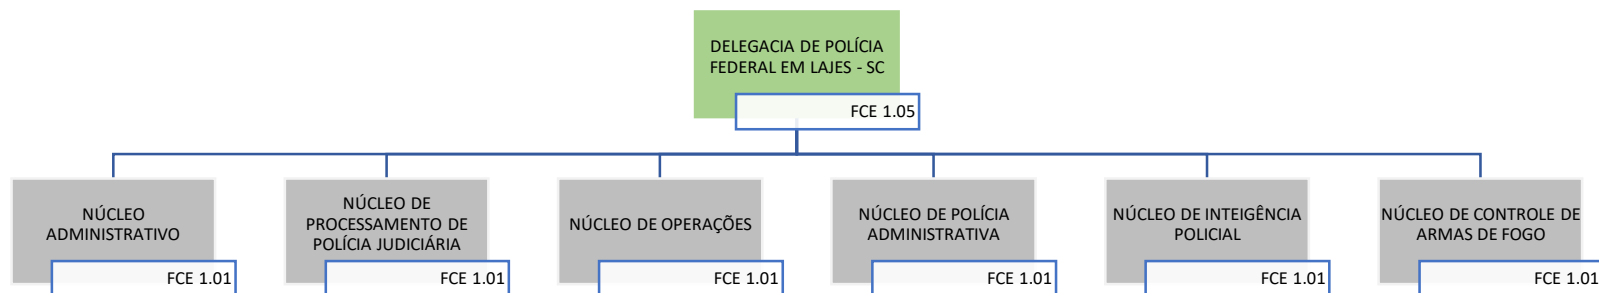 DELEGACIA DE POLÍCIA
FEDERAL EM LAJES - SC
FCE 1.05
NÚCLEO
ADMINISTRATIVO
FCE 1.01
NÚCLEO DE
PROCESSAMENTO DE
POLÍCIA JUDICIÁRIA
FCE 1.01
NÚCLEO DE OPERAÇÕES
FCE 1.01
NÚCLEO DE POLÍCIA
ADMINISTRATIVA
FCE 1.01
NÚCLEO DE INTEIGÊNCIA
POLICIAL
FCE 1.01
NÚCLEO DE CONTROLE DE
ARMAS DE FOGO
FCE 1.01